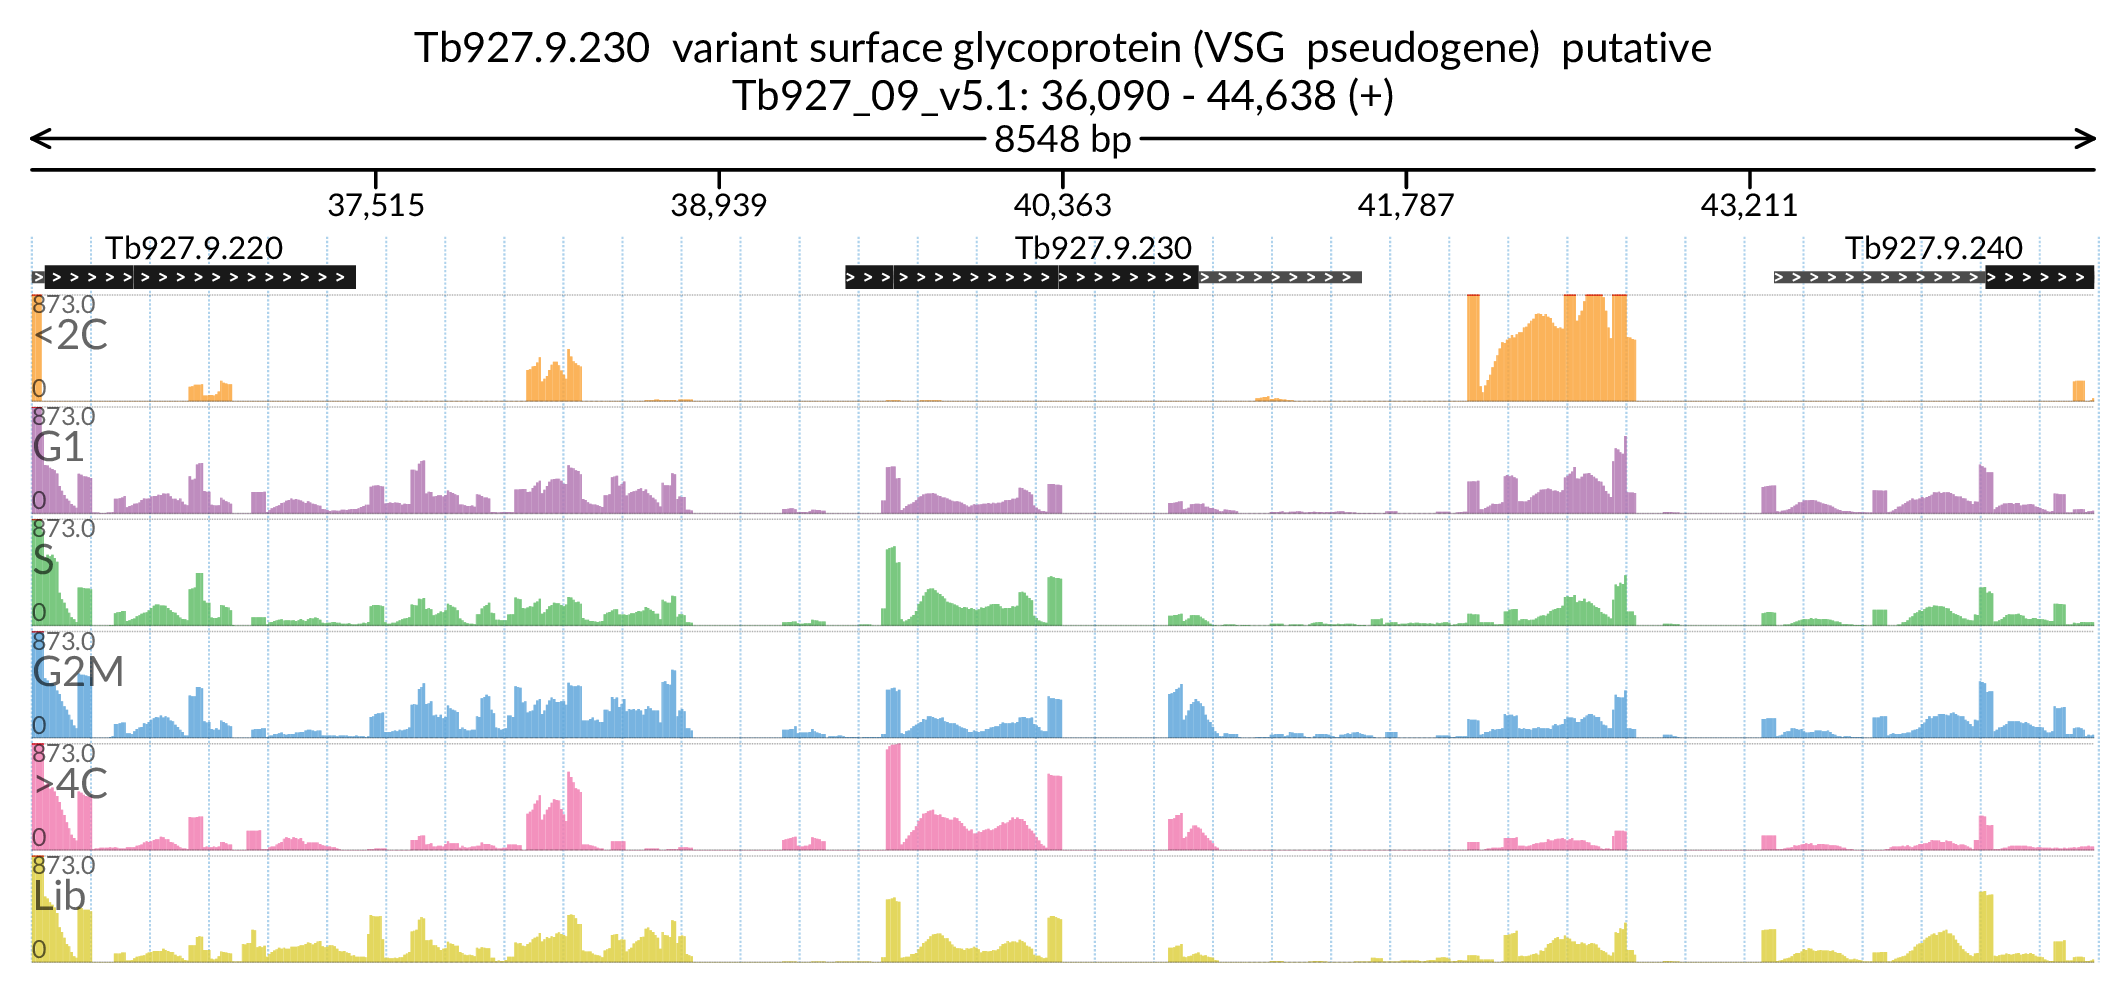 Tb927.9.230  variant surface glycoprotein (VSG  pseudogene)  putative
Tb927_09_v5.1: 36,090 - 44,638 (+)
8548 bp
37,515 38,939 40,363 41,787 43,211
Tb927.9.220 Tb927.9.230 Tb927.9.240
873.0
<2C
0
873.0
G1
0
873.0
S
0
873.0
G2M
0
873.0
>4C
0
873.0
Lib
0